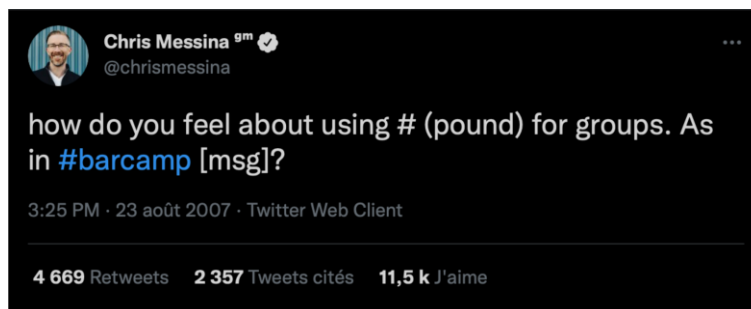 Chris Messina ᵍᵐ
@chrismessina
how do you feel about using # (pound) for groups. As
in #barcamp [msg]?
3:25 PM · 23 août 2007 · Twitter Web Client
4 669 Retweets 2 357 Tweets cités 11,5 k J'aime